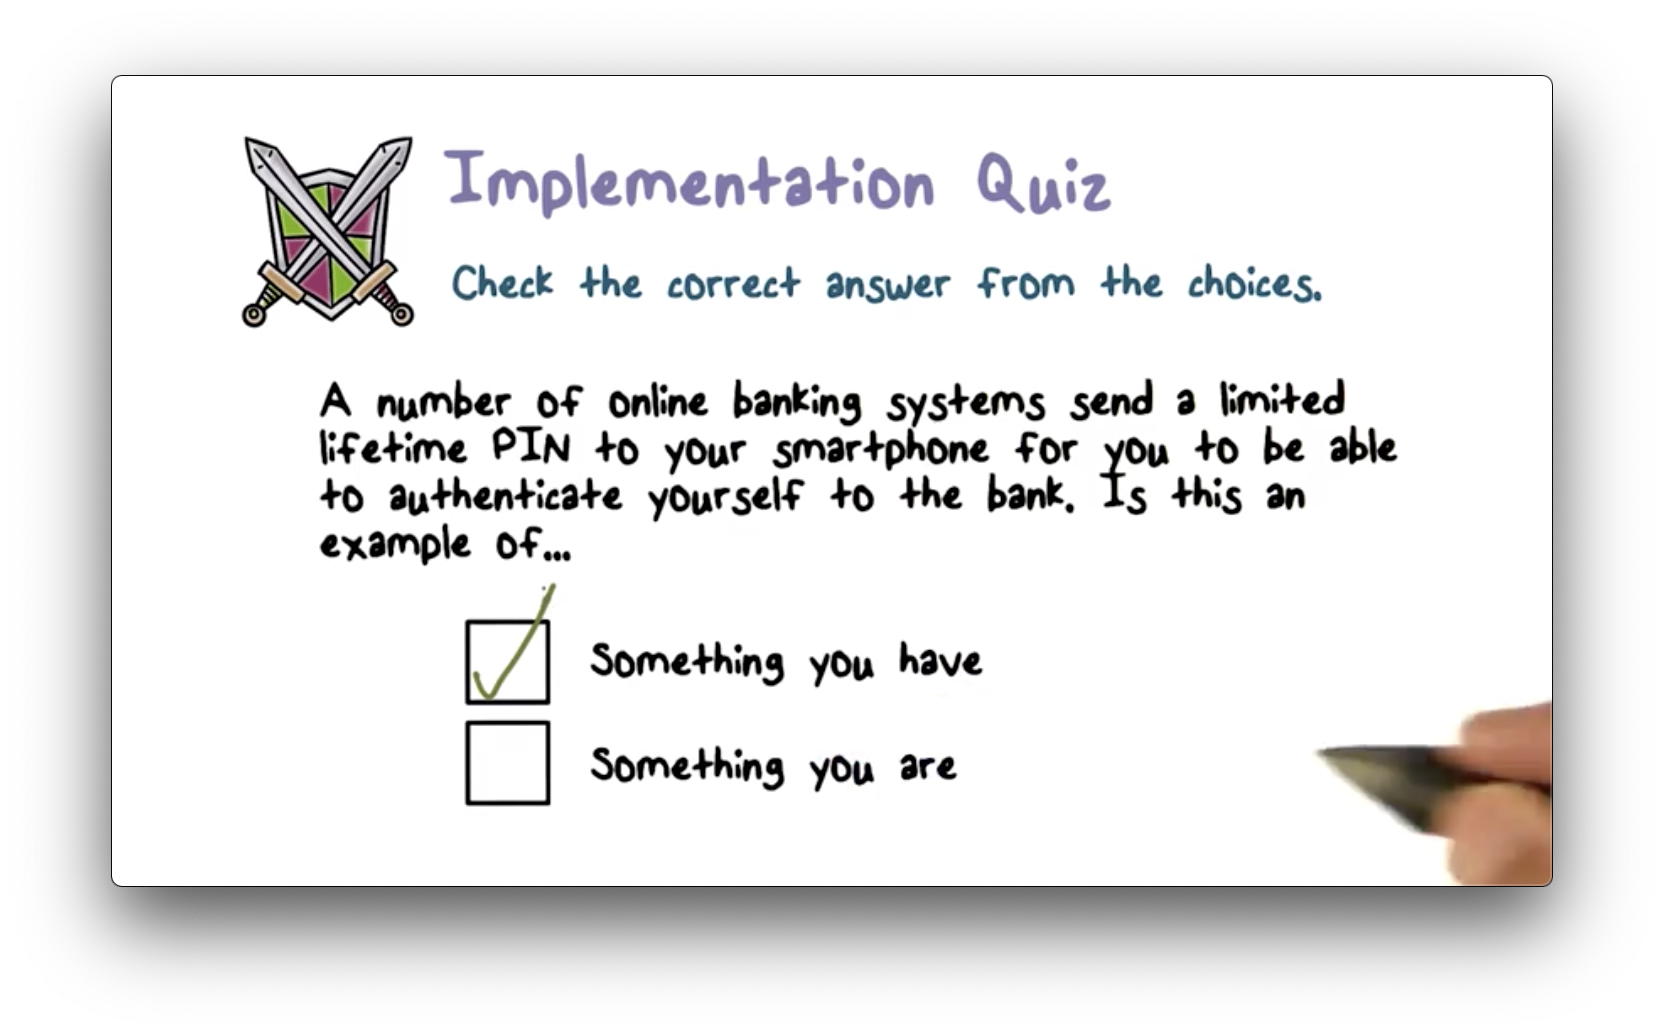 Implementation Quiz
Check the correct answer from the choices.
A number of online banking systems send a limited
lifetime PIN to your smartphone for you to be able
to authenticate yourself to the bank. Is this an
example of...
Something you have
Something you are